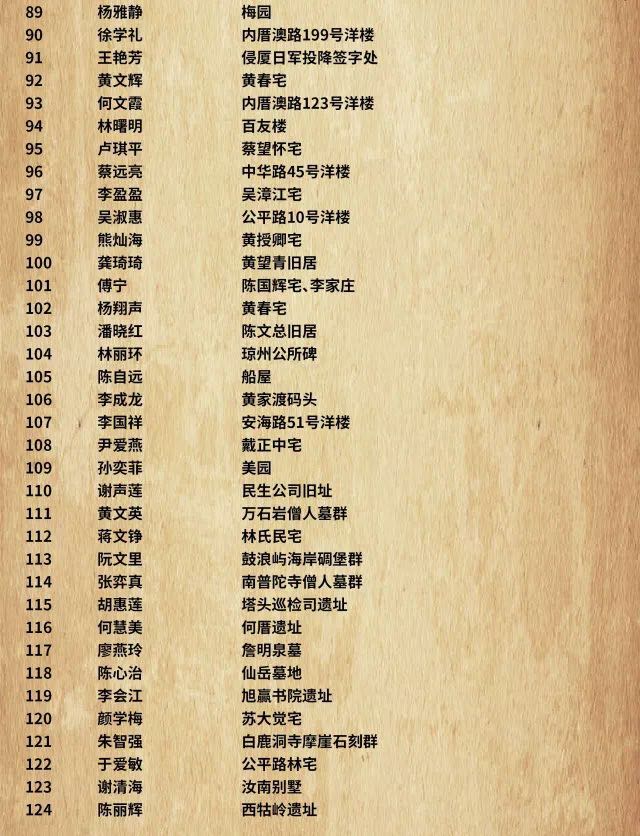 89 杨雅静 梅园
90 徐学礼 内厝澳路199号洋楼
91 王艳芳 侵厦日军投降签字处
92 黄文辉 黄春宅
93 何文霞 内厝澳路123号洋楼
94 林曙明 百友楼
95 卢琪平 蔡望怀宅
96 蔡远亮 中华路45号洋楼
97 李盈盈 吴漳江宅
98 吴淑惠 公平路10号洋楼
99 熊灿海 黄授卿宅
100 龚琦琦 黄望青旧居
101 傅宁 陈国辉宅、李家庄
102 杨翔声 黄春宅
103 潘晓红 陈文总旧居
104 林丽环 琼州公所碑
105 陈自远 船屋
106 李成龙 黄家渡码头
107 李国祥 安海路51号洋楼
108 尹爱燕 戴正中宅
109 孙奕菲 美园
110 谢声莲 民生公司旧址
111 黄文英 万石岩僧人墓群
112 蒋文铮 林氏民宅
113 阮文里 鼓浪屿海岸碉堡群
114 张弈真 南普陀寺僧人墓群
115 胡惠莲 塔头巡检司遗址
116 何慧美 何厝遗址
117 廖燕玲 詹明泉墓
118 陈心治 仙岳墓地
119 李会江 旭赢书院遗址
120 颜学梅 苏大觉宅
121 朱智强 白鹿洞寺摩崖石刻群
122 于爱敏 公平路林宅
123 谢清海 汝南别墅
124 陈丽辉 西牯岭遗址